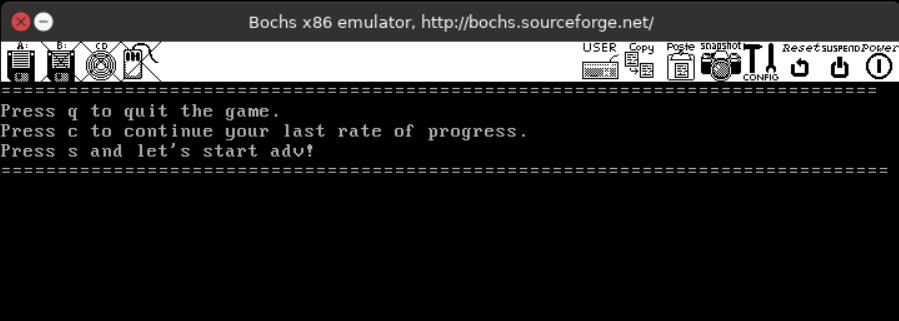 Bochs x86 emulator, http://bochs.sourceforge.net/
A: B: CD USER Copy Paste snapshot CONFIG Reset SUSPEND Power
===============================================================================
Press q to quit the game.
Press c to continue your last rate of progress.
Press s and let's start adv!
================================================================================